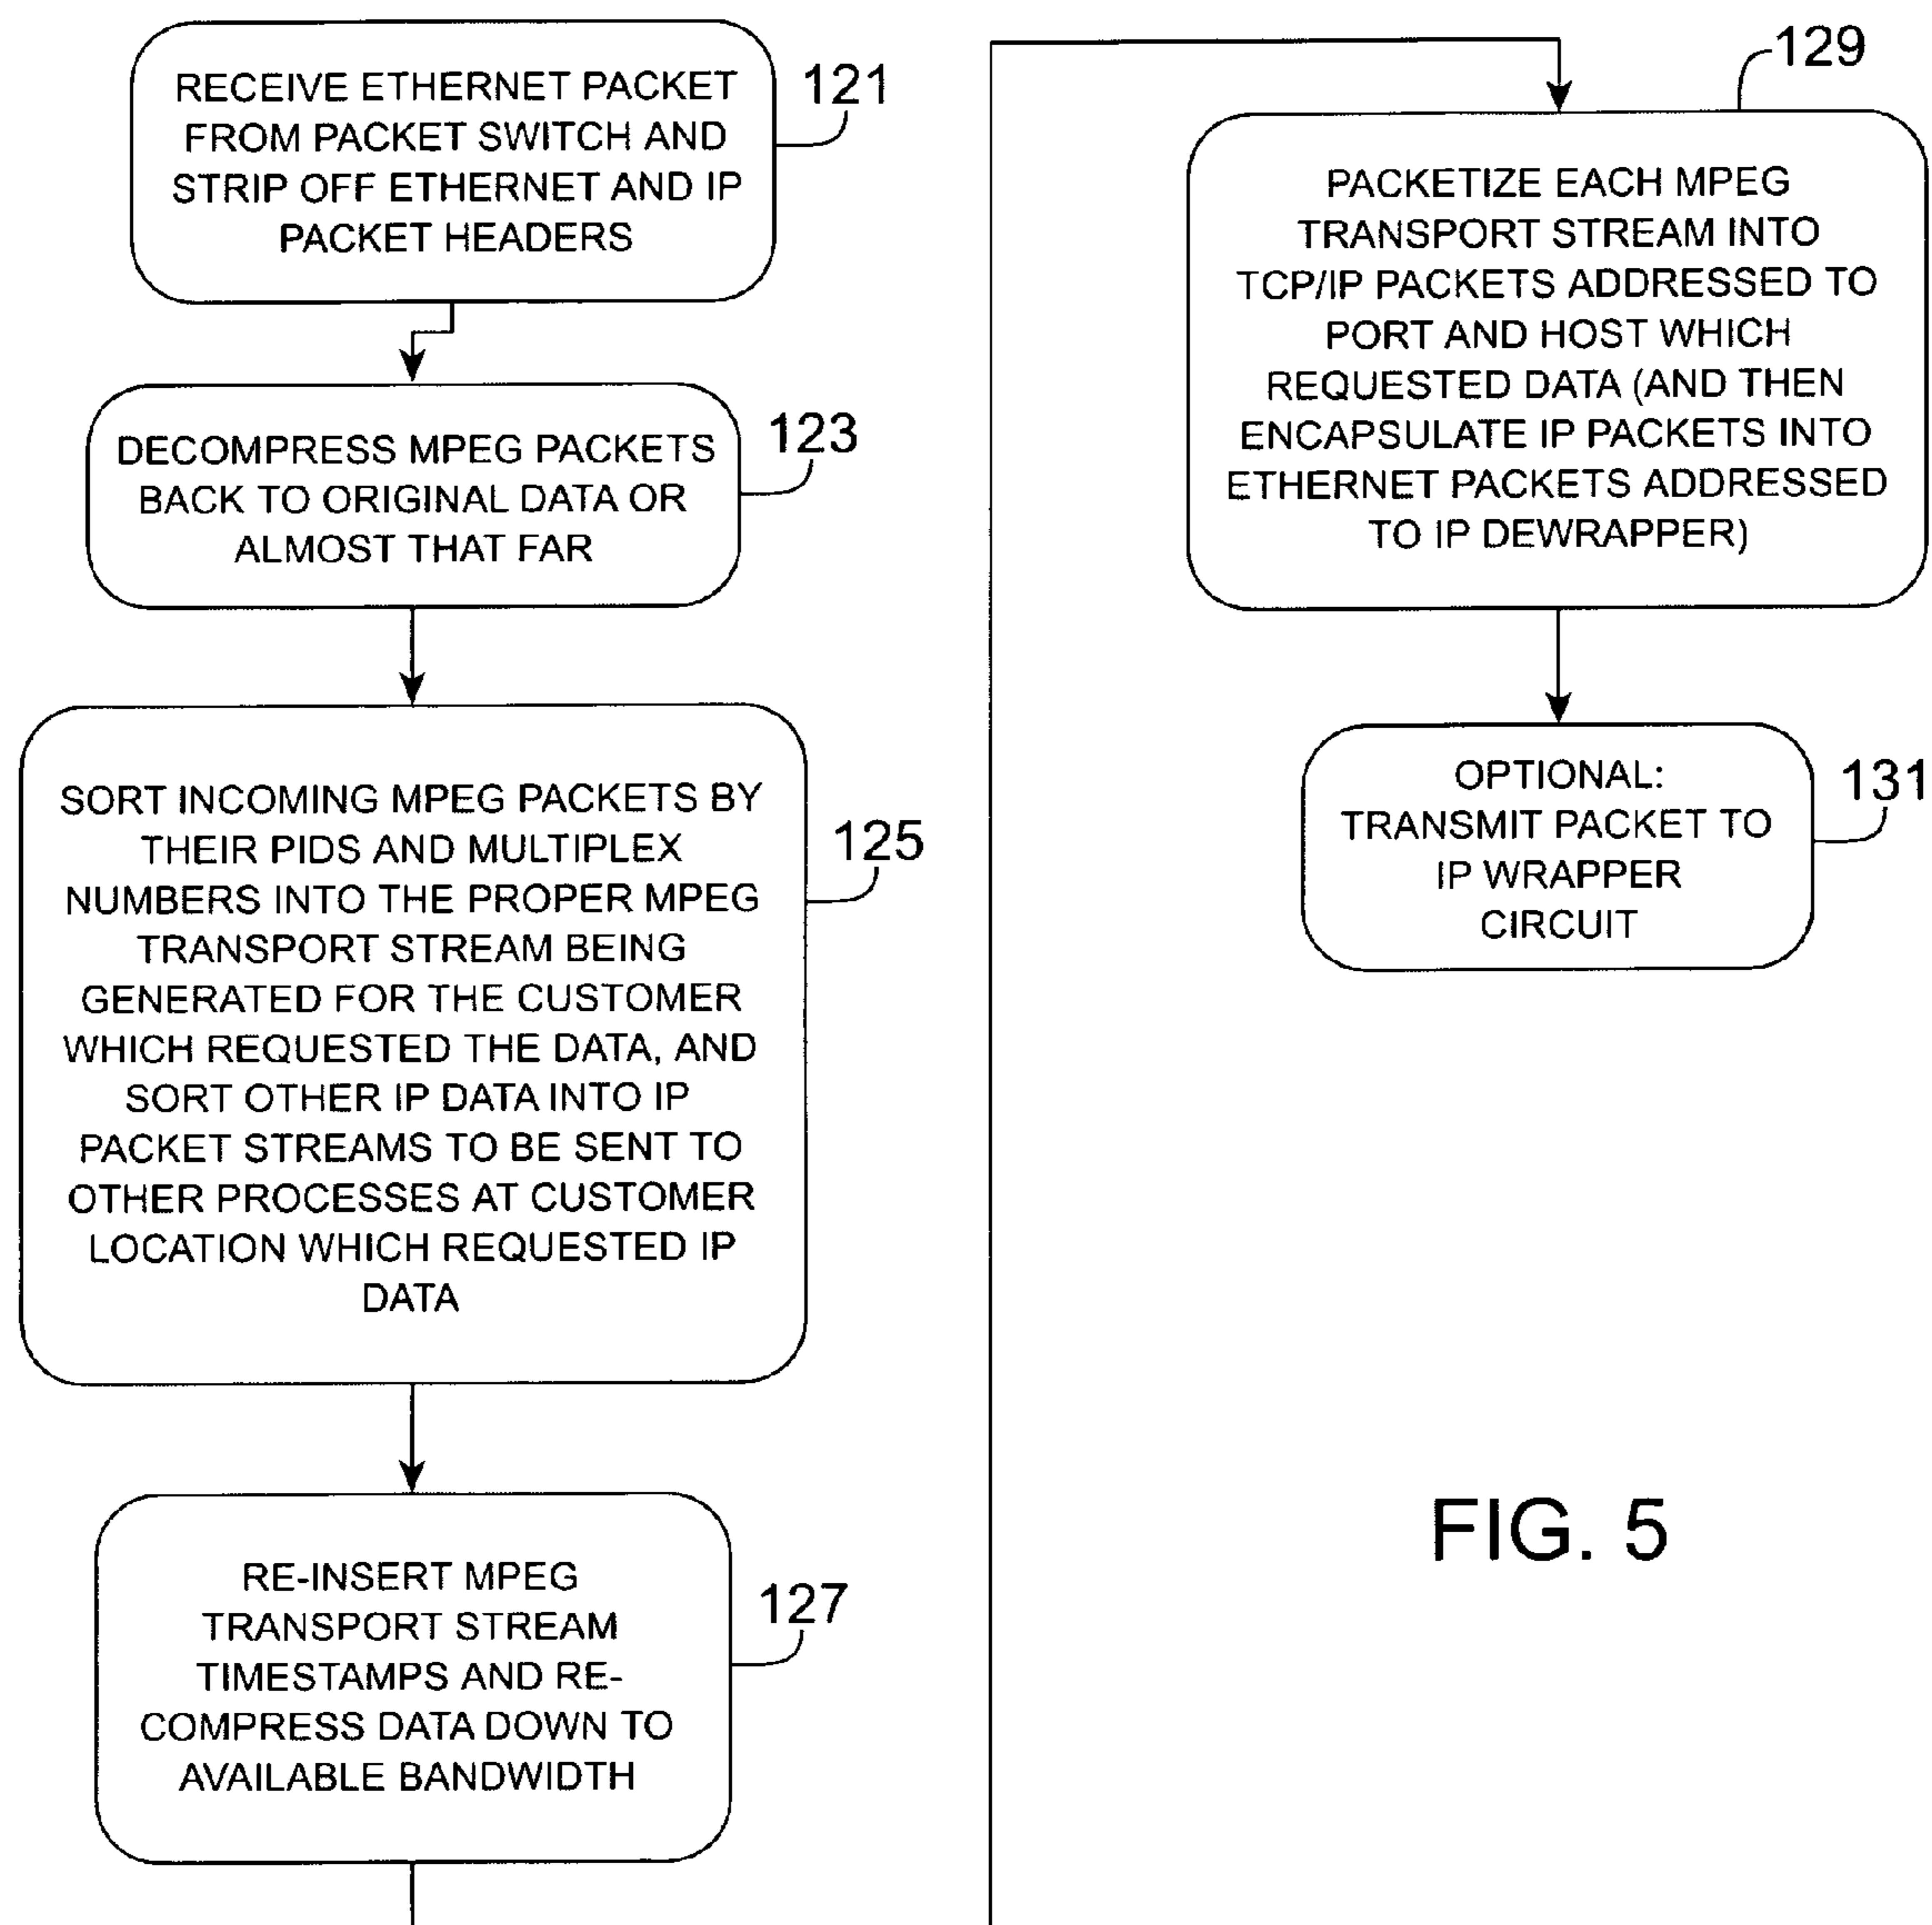 RECEIVE ETHERNET PACKET
FROM PACKET SWITCH AND
STRIP OFF ETHERNET AND IP
PACKET HEADERS
121
DECOMPRESS MPEG PACKETS
BACK TO ORIGINAL DATA OR
ALMOST THAT FAR
123
SORT INCOMING MPEG PACKETS BY
THEIR PIDS AND MULTIPLEX
NUMBERS INTO THE PROPER MPEG
TRANSPORT STREAM BEING
GENERATED FOR THE CUSTOMER
WHICH REQUESTED THE DATA, AND
SORT OTHER IP DATA INTO IP
PACKET STREAMS TO BE SENT TO
OTHER PROCESSES AT CUSTOMER
LOCATION WHICH REQUESTED IP
DATA
125
RE-INSERT MPEG
TRANSPORT STREAM
TIMESTAMPS AND RE-
COMPRESS DATA DOWN TO
AVAILABLE BANDWIDTH
127
129
PACKETIZE EACH MPEG
TRANSPORT STREAM INTO
TCP/IP PACKETS ADDRESSED TO
PORT AND HOST WHICH
REQUESTED DATA (AND THEN
ENCAPSULATE IP PACKETS INTO
ETHERNET PACKETS ADDRESSED
TO IP DEWRAPPER)
OPTIONAL:
TRANSMIT PACKET TO
IP WRAPPER
CIRCUIT
131
FIG. 5